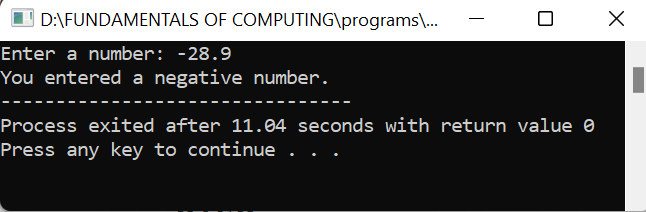 D:\FUNDAMENTALS OF COMPUTING\programs\...
Enter a number: -28.9
You entered a negative number.
--------------------------------
Process exited after 11.04 seconds with return value 0
Press any key to continue . . .